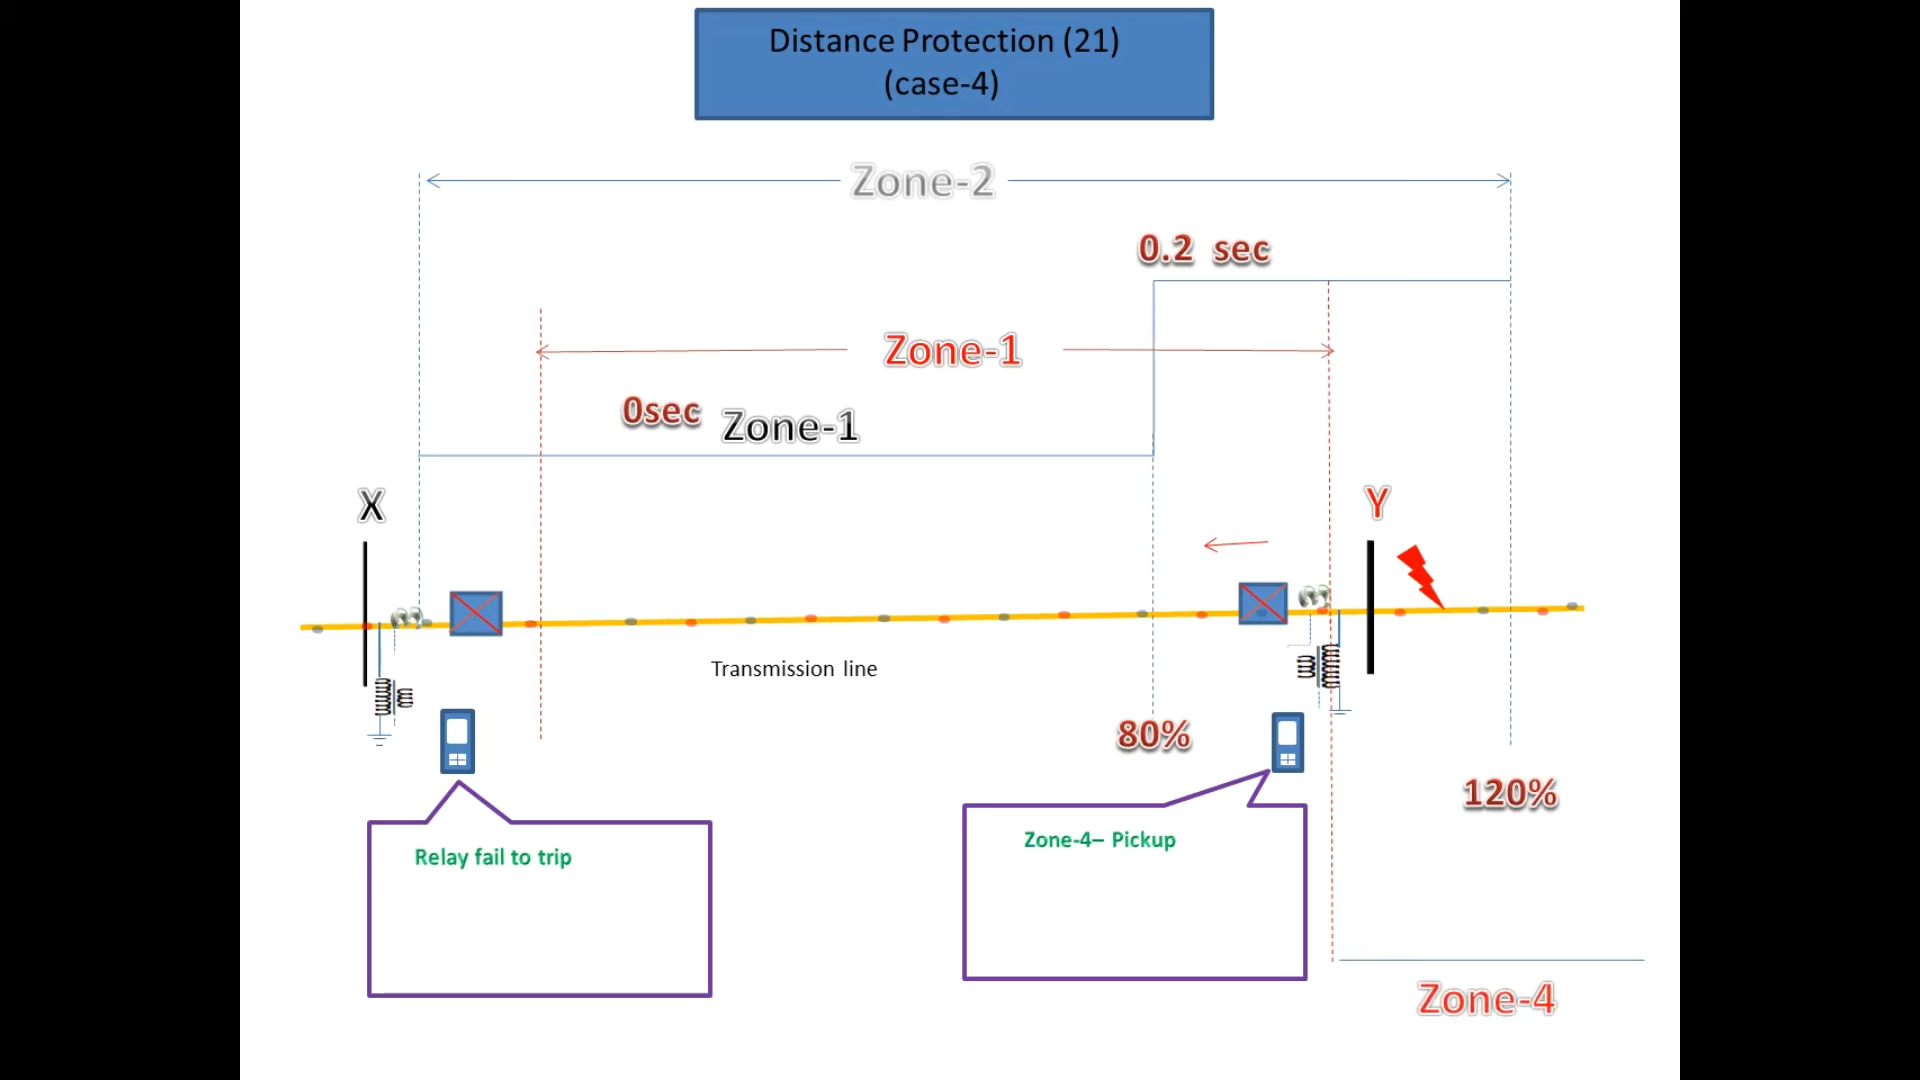 Distance Protection (21)
(case-4)
Zone-2
0.2 sec
Zone-1
0sec
Zone-1
X
Y
Transmission line
80%
120%
Relay fail to trip
Zone-4– Pickup
Zone-4